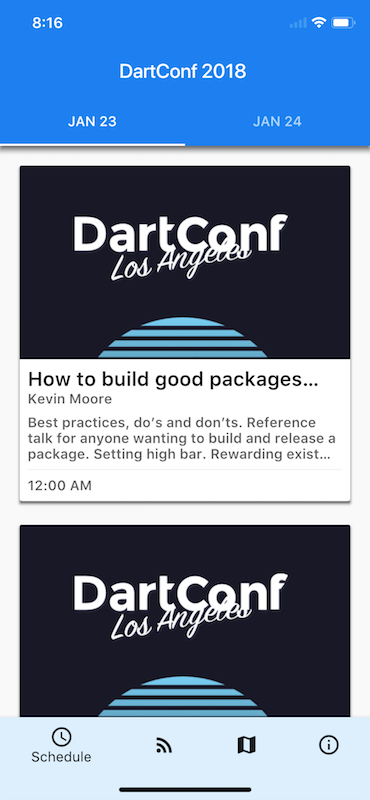 8:16
DartConf 2018
JAN 23
JAN 24
DartConf
Los Angeles
How to build good packages...
Kevin Moore
Best practices, do’s and don’ts. Reference
talk for anyone wanting to build and release a
package. Setting high bar. Rewarding exist...
12:00 AM
DartConf
Los Angeles
Schedule